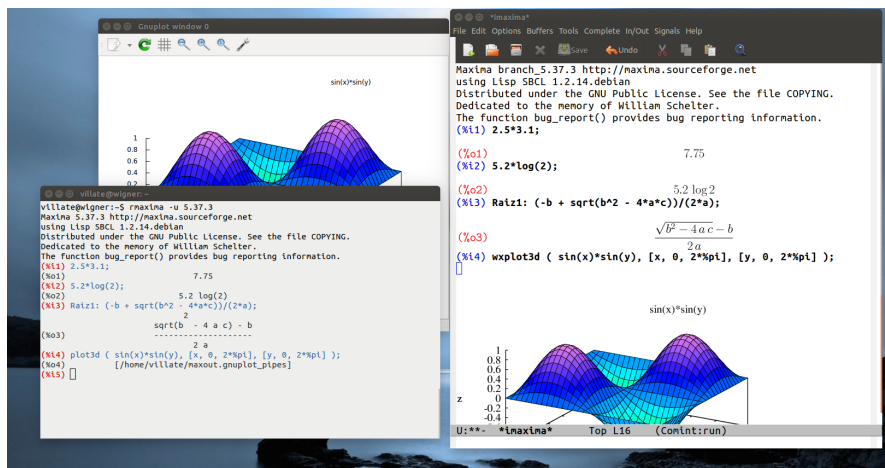 Gnuplot window 0
sin(x)*sin(y)
1
0.8
0.6
0.4
0.2
villate@wigner: ~
villate@wigner:~$ rmaxima -u 5.37.3
Maxima 5.37.3 http://maxima.sourceforge.net
using Lisp SBCL 1.2.14.debian
Distributed under the GNU Public License. See the file COPYING.
Dedicated to the memory of William Schelter.
The function bug_report() provides bug reporting information.
(%i1) 2.5*3.1;
(%o1) 7.75
(%i2) 5.2*log(2);
(%o2) 5.2 log(2)
(%i3) Raiz1: (-b + sqrt(b^2 - 4*a*c))/(2*a);
2
sqrt(b - 4 a c) - b
(%o3) -------------------
2 a
(%i4) plot3d ( sin(x)*sin(y), [x, 0, 2*%pi], [y, 0, 2*%pi] );
(%o4) [/home/villate/maxout.gnuplot_pipes]
(%i5)
*imaxima*
File Edit Options Buffers Tools Complete In/Out Signals Help
Save Undo
Maxima branch_5.37.3 http://maxima.sourceforge.net
using Lisp SBCL 1.2.14.debian
Distributed under the GNU Public License. See the file COPYING.
Dedicated to the memory of William Schelter.
The function bug_report() provides bug reporting information.
(%i1) 2.5*3.1;
(%o1) 7.75
(%i2) 5.2*log(2);
(%o2) 5.2 log 2
(%i3) Raiz1: (-b + sqrt(b^2 - 4*a*c))/(2*a);
√b² − 4 a c − b
(%o3)
2 a
(%i4) wxplot3d ( sin(x)*sin(y), [x, 0, 2*%pi], [y, 0, 2*%pi] );
sin(x)*sin(y)
1
0.8
0.6
0.4
0.2
z 0
-0.2
-0.4
U:**- *imaxima* Top L16 (Comint:run)